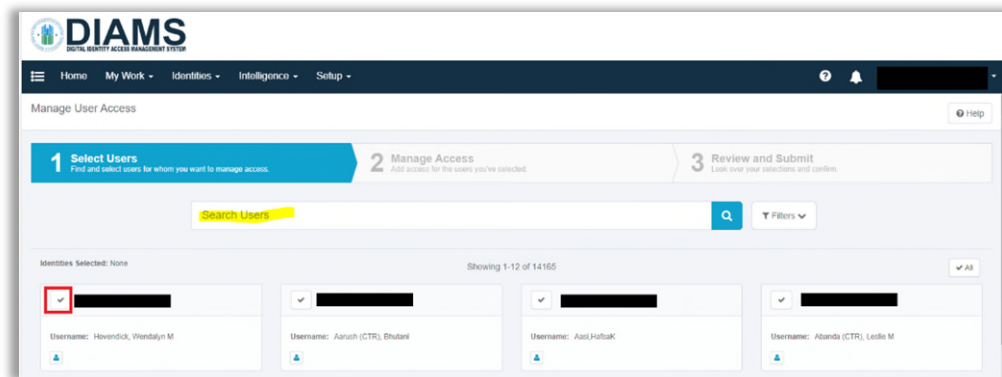 DIAMS
DIGITAL IDENTITY ACCESS MANAGEMENT SYSTEM
Home My Work Identities Intelligence Setup
Manage User Access
Help
1 Select Users
Find and select users for whom you want to manage access.
2 Manage Access
Add access for the users you've selected.
3 Review and Submit
Look over your selections and confirm.
Search Users
Filters
Identities Selected: None
Showing 1-12 of 14165
All
Username: Hovendick, Wendalyn M
Username: Aarush (CTR), Bhutani
Username: Aasi,HafsaK
Username: Abanda (CTR), Leslie M